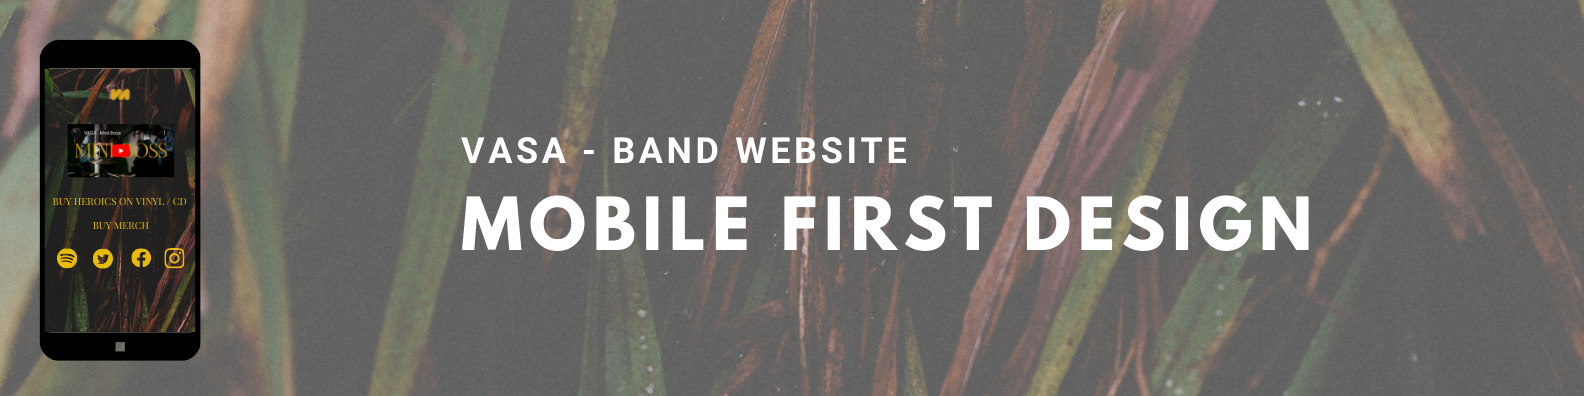 VASA - Mini-Boss
MINI BOSS
BUY HEROICS ON VINYL / CD
BUY MERCH
VASA - BAND WEBSITE
MOBILE FIRST DESIGN